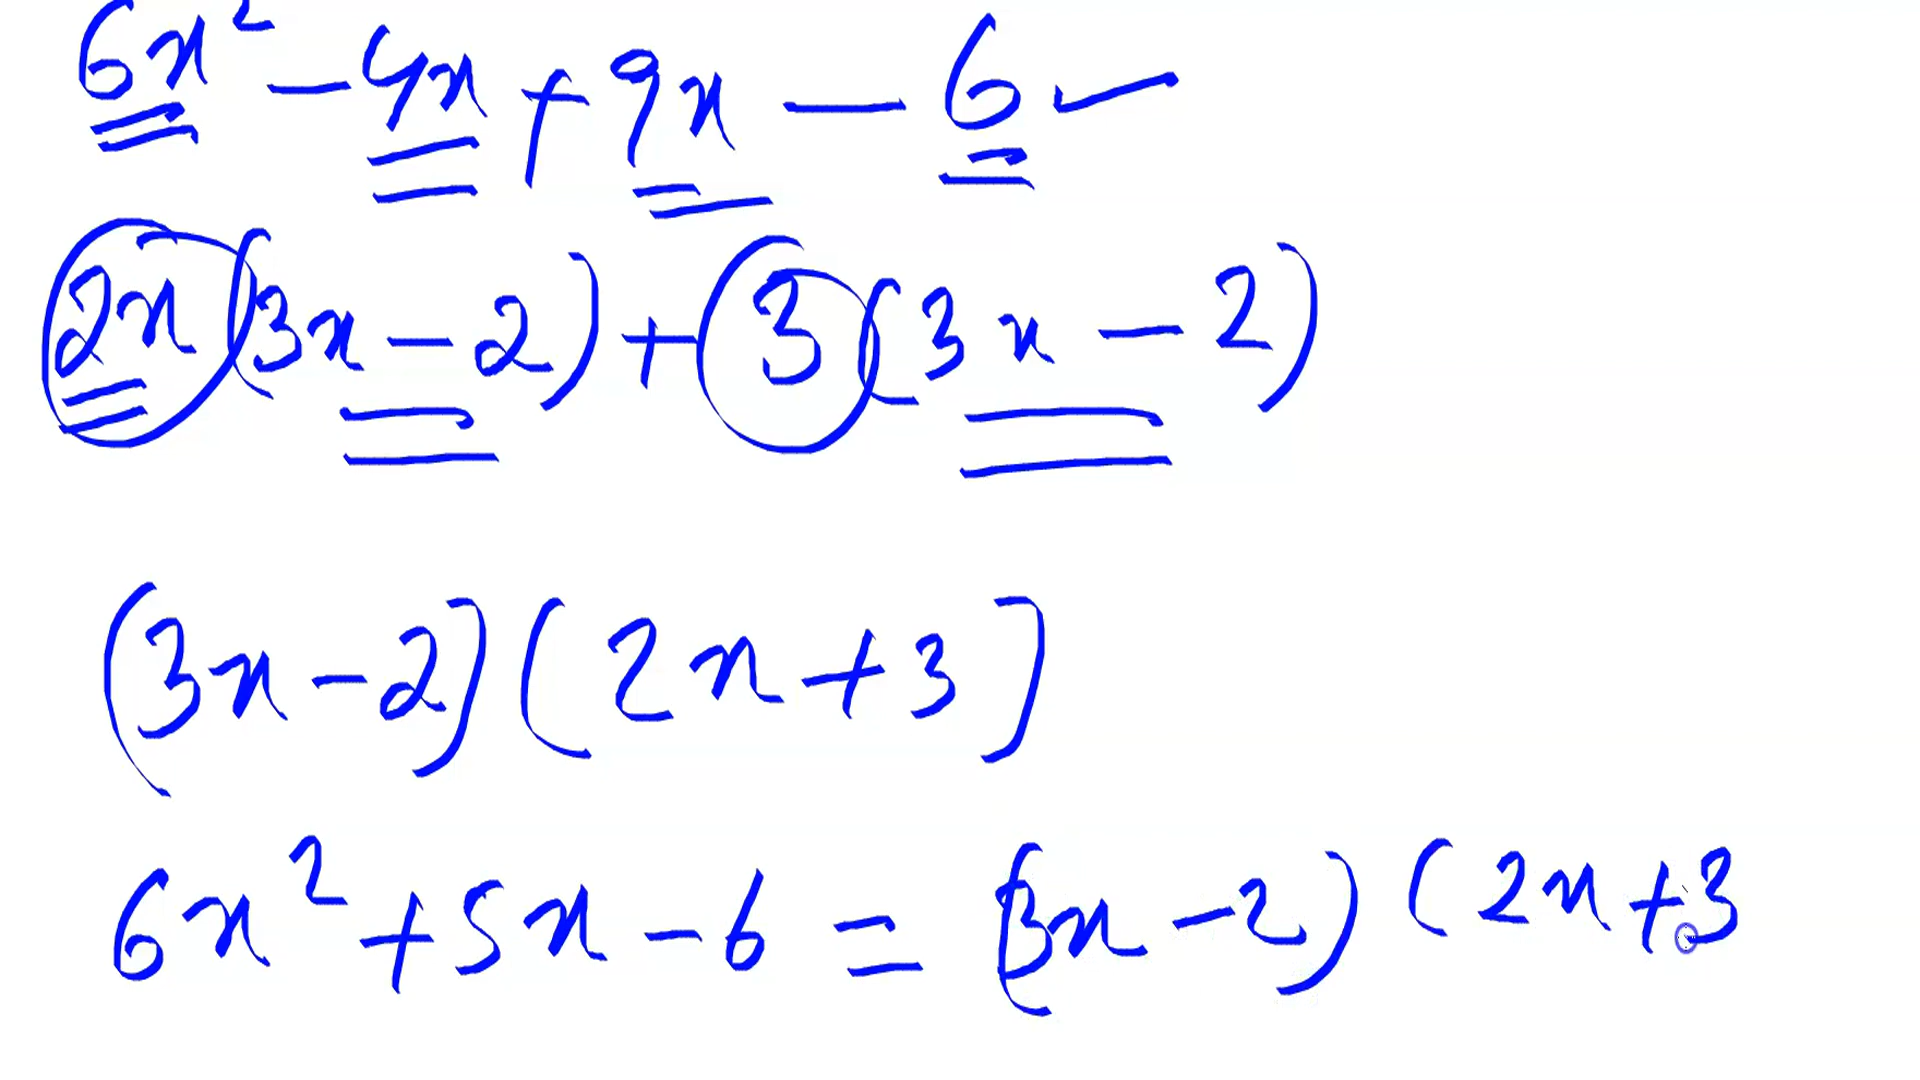 6x² - 4x + 9x - 6
2x(3x - 2) + 3(3x - 2)
(3x - 2)(2x + 3)
6x² + 5x - 6 = (3x - 2)(2x + 3